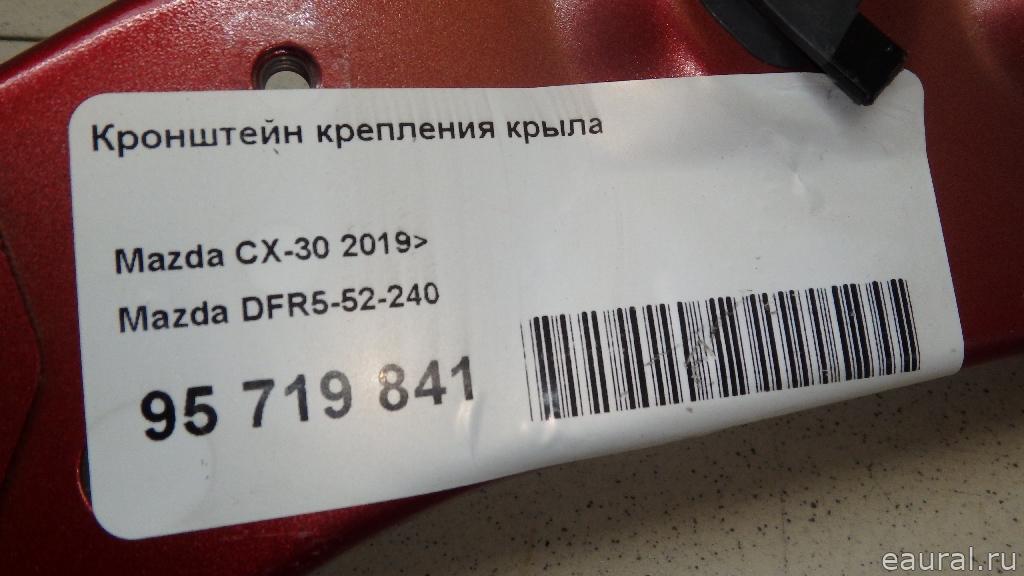 Кронштейн крепления крыла
Mazda CX-30 2019>
Mazda DFR5-52-240
95 719 841
eaural.ru